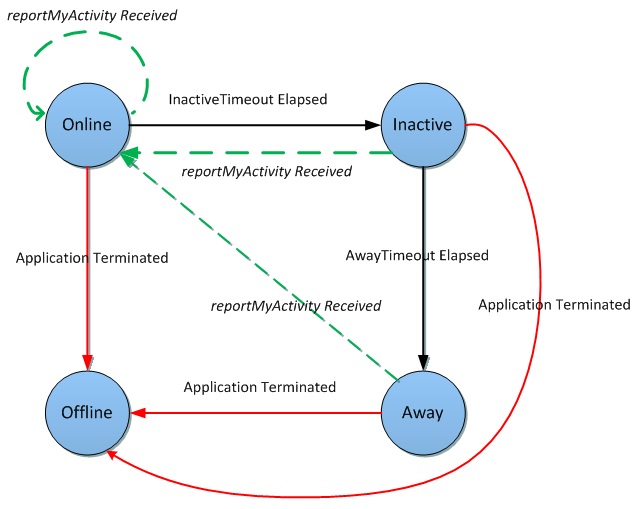 reportMyActivity Received
InactiveTimeout Elapsed
Online
Inactive
reportMyActivity Received
Application Terminated
AwayTimeout Elapsed
reportMyActivity Received
Application Terminated
Application Terminated
Offline
Away